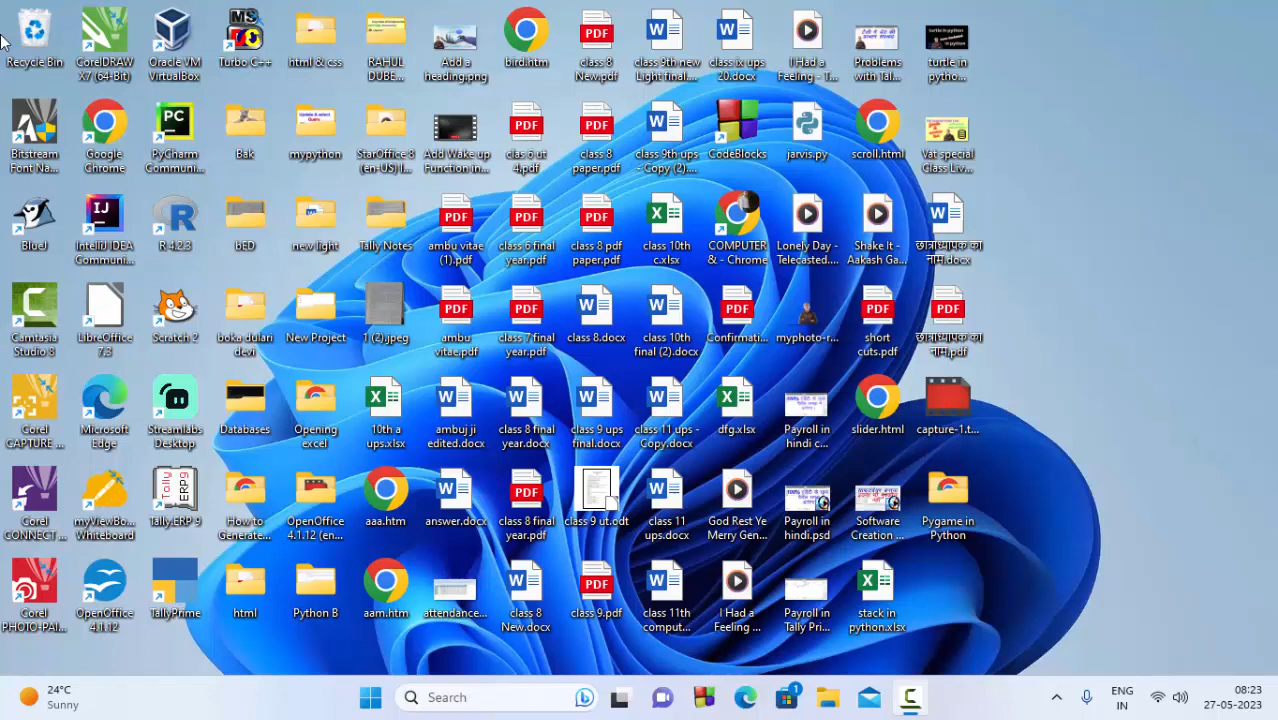 Recycle Bin
CorelDRAW
X7 (64-Bit)
Oracle VM
VirtualBox
Turbo C++
html & css
RAHUL
DUBE...
Add a
heading.png
bird.htm
class 8
New.pdf
class 9th new
Light final....
class ix ups
20.docx
I Had a
Feeling - T...
Problems
with Tal...
turtle in
pytho...
Bitstream
Font Na...
Google
Chrome
PyCharm
Communi...
Bak
mypython
StarOffice 8
(en-US) I...
Add Wake up
Function in...
clas 6 ut
4.pdf
class 8
paper.pdf
class 9th ups
- Copy (2)....
CodeBlocks
jarvis.py
scroll.html
Vat special
Class Liv...
BlueJ
IntelliJ IDEA
Communi...
R 4.2.3
bED
new light
Tally Notes
ambu vitae
(1).pdf
class 6 final
year.pdf
class 8 pdf
paper.pdf
class 10th
c.xlsx
COMPUTER
& - Chrome
Lonely Day -
Telecasted....
Shake It -
Aakash Ga...
छात्राध्यापक का
नाम.docx
Camtasia
Studio 8
LibreOffice
7.3
Scratch 2
boka dulari
devi
New Project
1 (2).jpeg
ambu
vitae.pdf
class 7 final
year.pdf
class 8.docx
class 10th
final (2).docx
Confirmati...
myphoto-r...
short
cuts.pdf
छात्राध्यापक का
नाम.pdf
Corel
CAPTURE ...
Microsoft
Edge
Streamlabs
Desktop
Databases
Opening
excel
10th a
ups.xlsx
ambuj ji
edited.docx
class 8 final
year.docx
class 9 ups
final.docx
class 11 ups -
Copy.docx
dfg.xlsx
Payroll in
hindi c...
slider.html
capture-1.t...
Corel
CONNECT ...
myViewBo...
Whiteboard
Tally.ERP 9
How to
Generate...
OpenOffice
4.1.12 (en...
aaa.htm
answer.docx
class 8 final
year.pdf
class 9 ut.odt
class 11
ups.docx
God Rest Ye
Merry Gen...
Payroll in
hindi.psd
Software
Creation ...
Pygame in
Python
Corel
PHOTO-PAI...
OpenOffice
4.1.12
TallyPrime
html
Python B
aam.htm
attendance...
class 8
New.docx
class 9.pdf
class 11th
comput...
I Had a
Feeling ...
Payroll in
Tally Pri...
stack in
python.xlsx
24°C
Sunny
Search
1
ENG
IN
08:23
27-05-2023